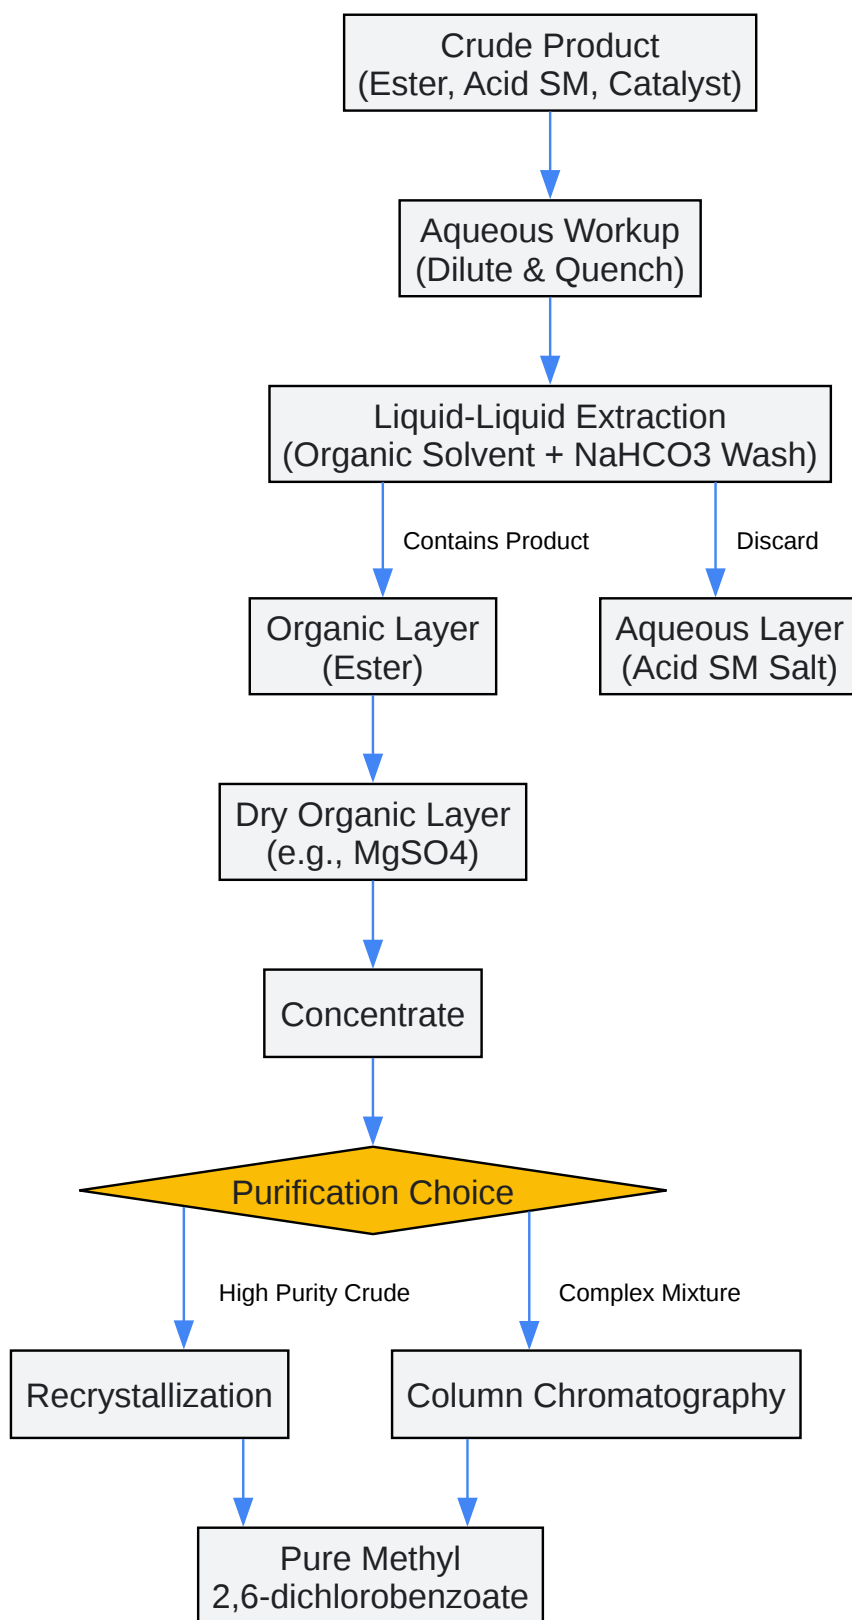 Crude Product
(Ester, Acid SM, Catalyst)
Aqueous Workup
(Dilute & Quench)
Liquid-Liquid Extraction
(Organic Solvent + NaHCO3 Wash)
Contains Product
Discard
Organic Layer
(Ester)
Aqueous Layer
(Acid SM Salt)
Dry Organic Layer
(e.g., MgSO4)
Concentrate
Purification Choice
High Purity Crude
Complex Mixture
Recrystallization
Column Chromatography
Pure Methyl
2,6-dichlorobenzoate